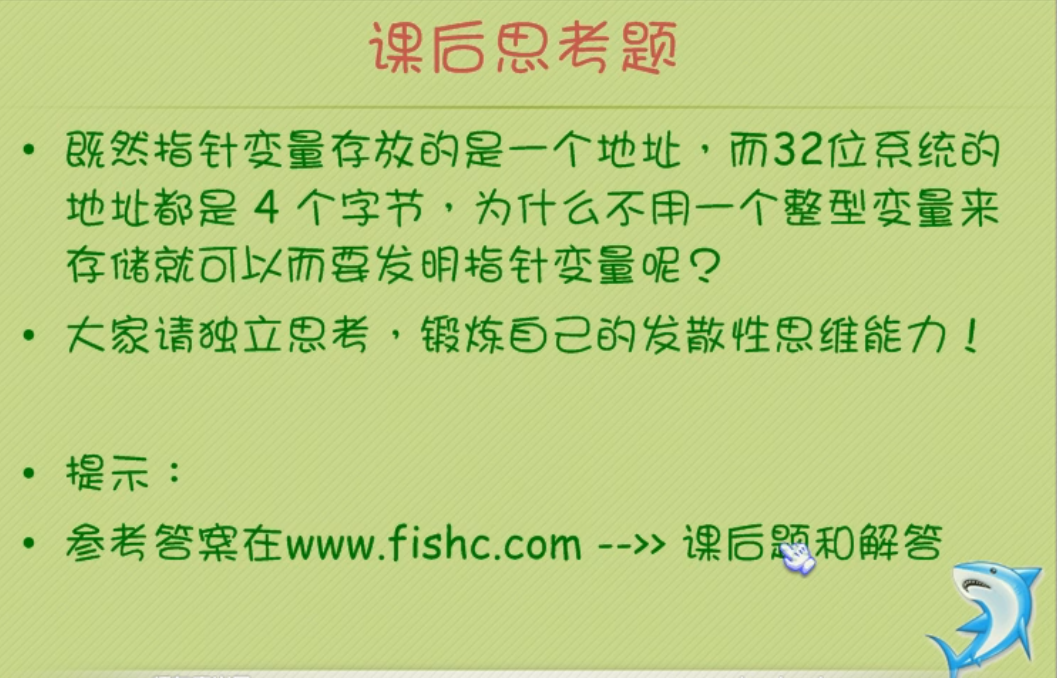 课后思考题
• 既然指针变量存放的是一个地址，而32位系统的
地址都是 4 个字节，为什么不用一个整型变量来
存储就可以而要发明指针变量呢？
• 大家请独立思考，锻炼自己的发散性思维能力！
• 提示：
• 参考答案在www.fishc.com -->> 课后题和解答